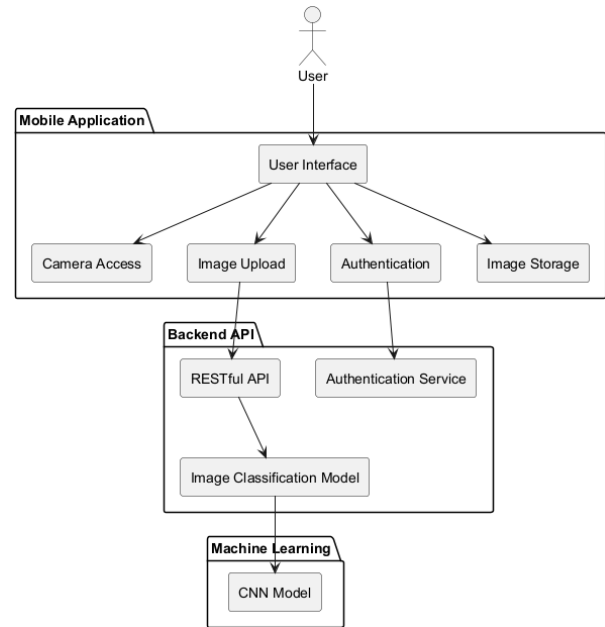 User
Mobile Application
User Interface
Camera Access
Image Upload
Authentication
Image Storage
Backend API
RESTful API
Authentication Service
Image Classification Model
Machine Learning
CNN Model